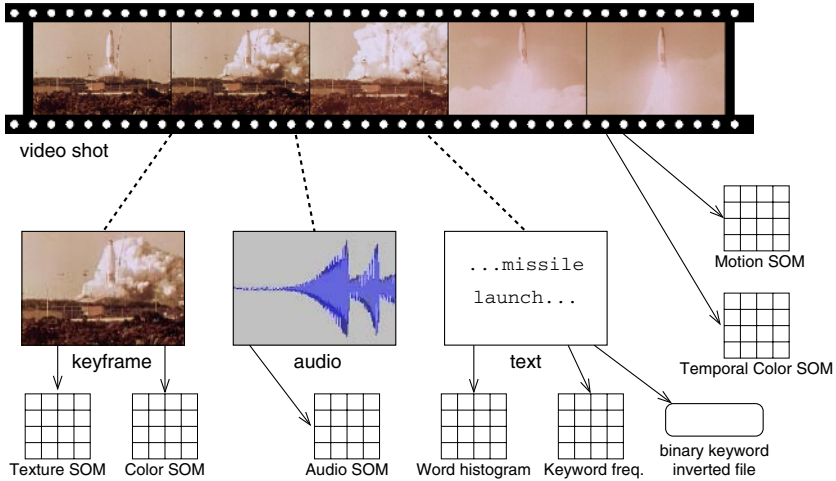 video shot
...missile
launch...
Motion SOM
keyframe
audio
text
Temporal Color SOM
Texture SOM
Color SOM
Audio SOM
Word histogram
Keyword freq.
binary keyword
inverted file